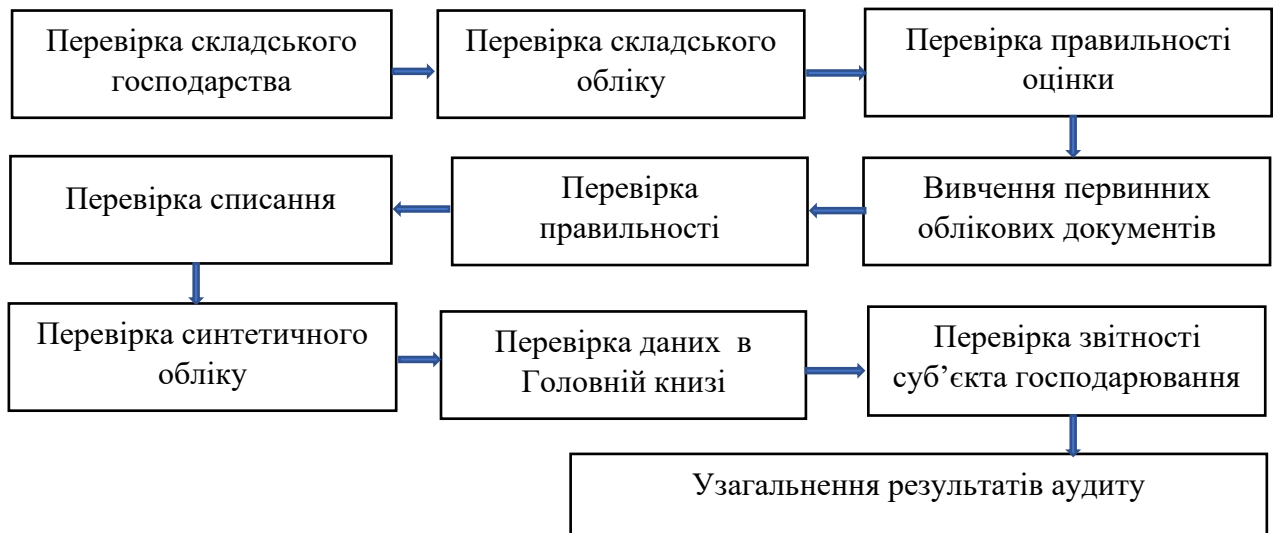 Перевірка складського
господарства
Перевірка складського
обліку
Перевірка правильності
оцінки
Вивчення первинних
облікових документів
Перевірка
правильності
Перевірка списання
Перевірка синтетичного
обліку
Перевірка даних в
Головній книзі
Перевірка звітності
суб’єкта господарювання
Узагальнення результатів аудиту